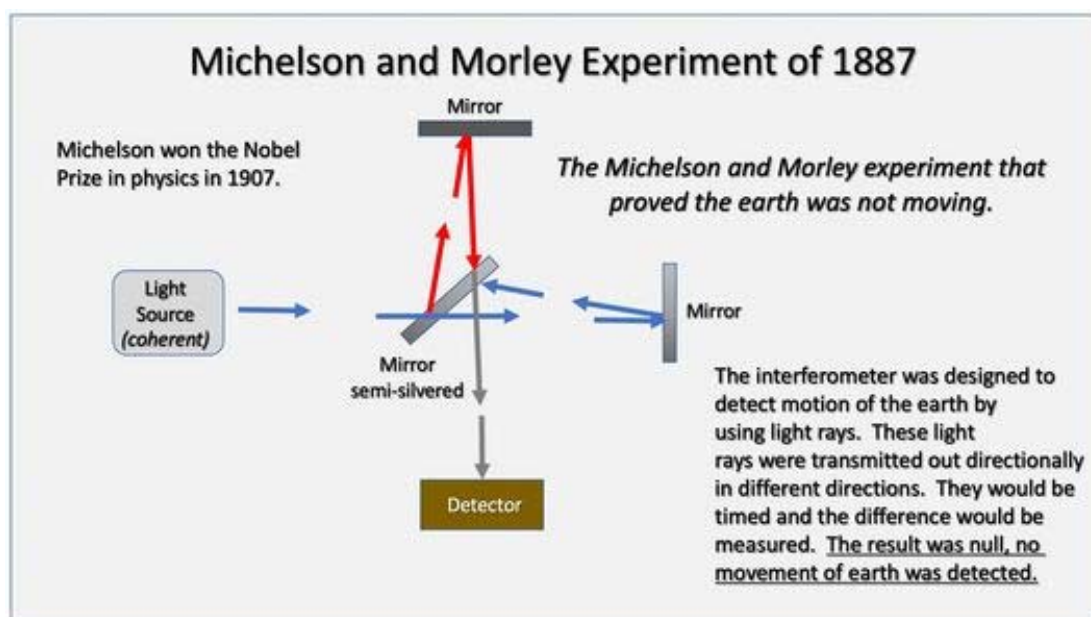 Michelson and Morley Experiment of 1887
Mirror
Michelson won the Nobel
Prize in physics in 1907.
The Michelson and Morley experiment that
proved the earth was not moving.
Light
Source
(coherent)
Mirror
Mirror
semi-silvered
The interferometer was designed to
detect motion of the earth by
using light rays. These light
rays were transmitted out directionally
in different directions. They would be
timed and the difference would be
measured. The result was null, no
movement of earth was detected.
Detector